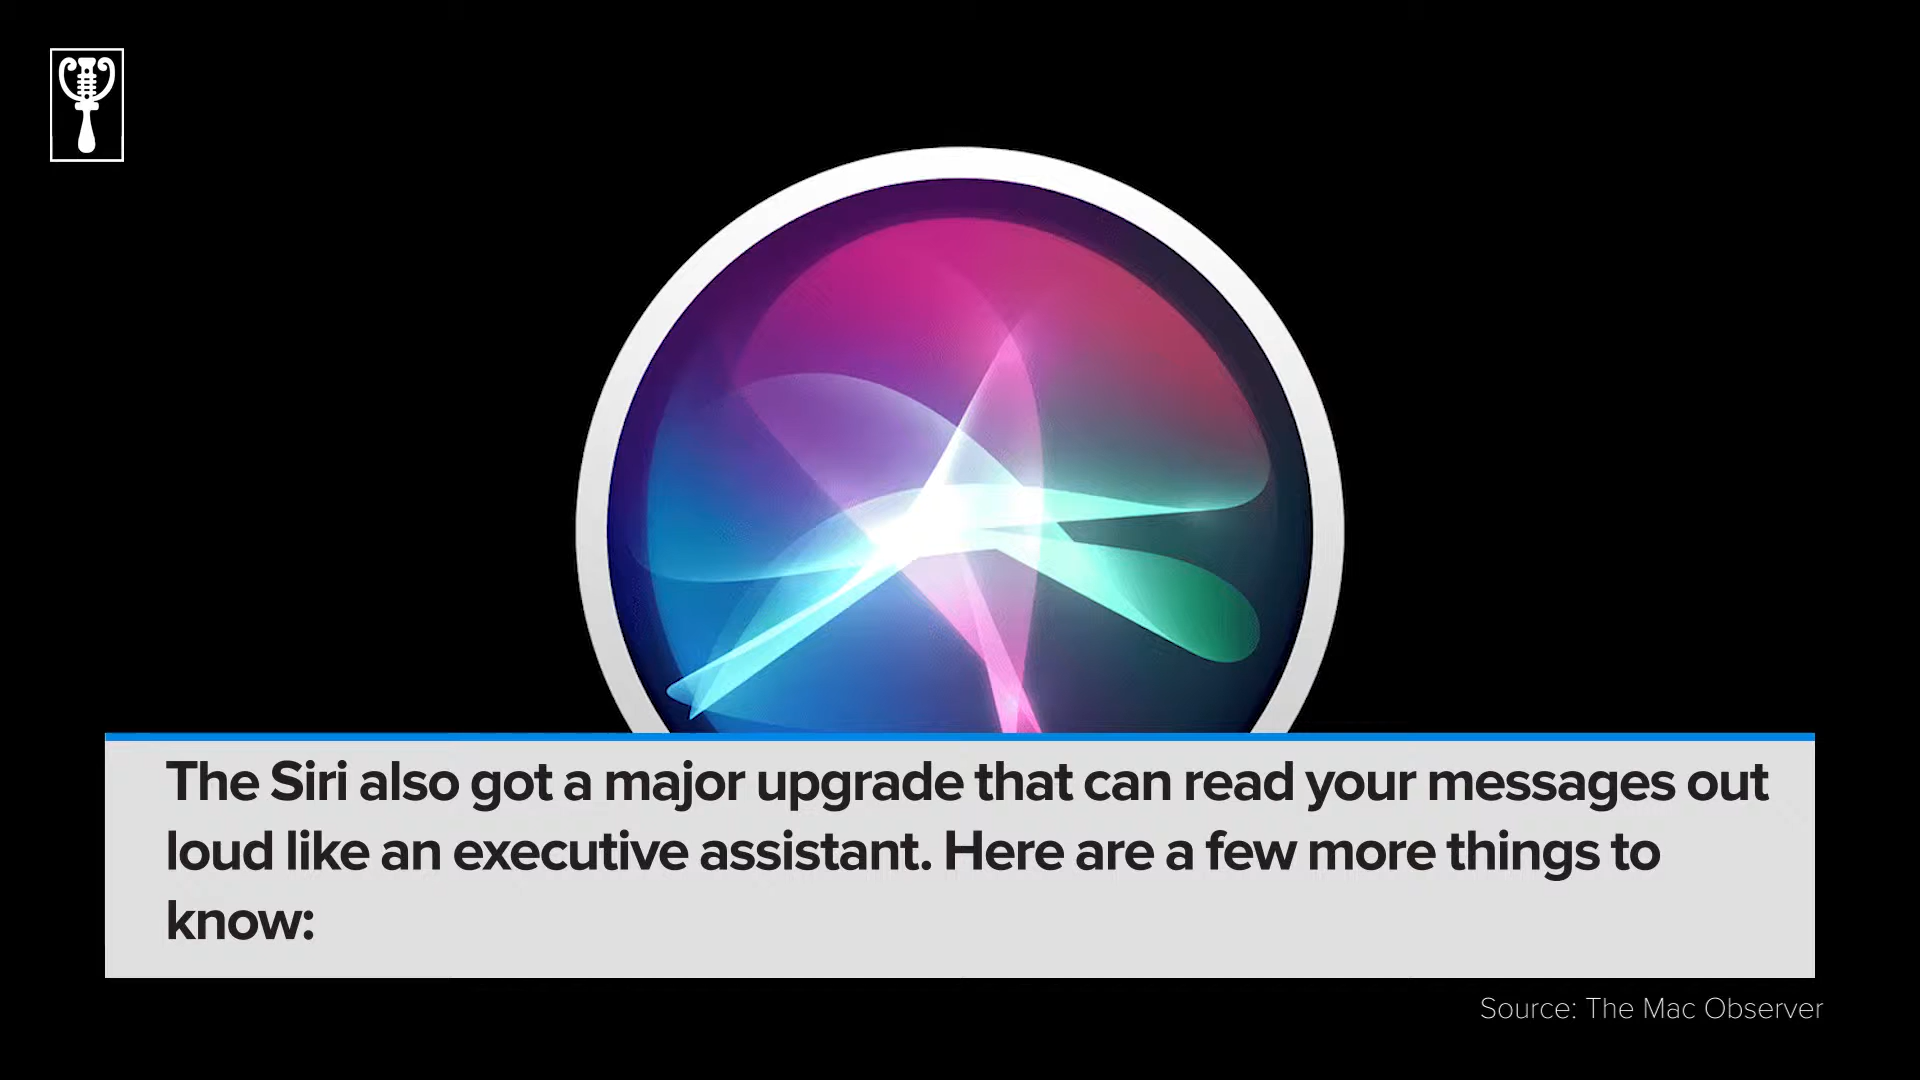 The Siri also got a major upgrade that can read your messages out
loud like an executive assistant. Here are a few more things to
know:
Source: The Mac Observer